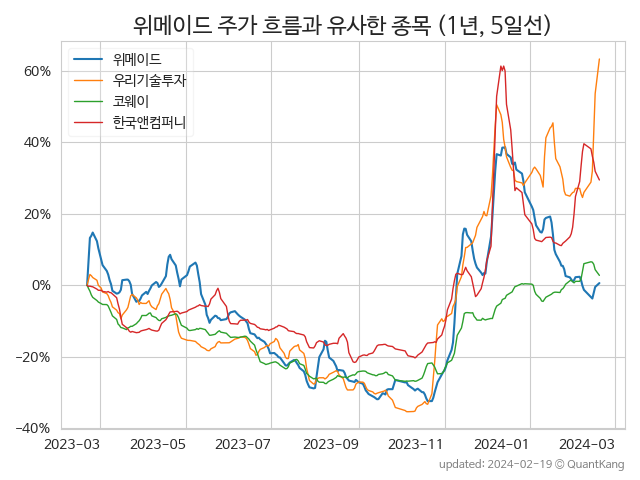 위메이드 주가 흐름과 유사한 종목 (1년, 5일선)
위메이드
우리기술투자
코웨이
한국앤컴퍼니
60%
40%
20%
0%
−20%
−40%
2023-03 2023-05 2023-07 2023-09 2023-11 2024-01 2024-03
updated: 2024-02-19 © QuantKang